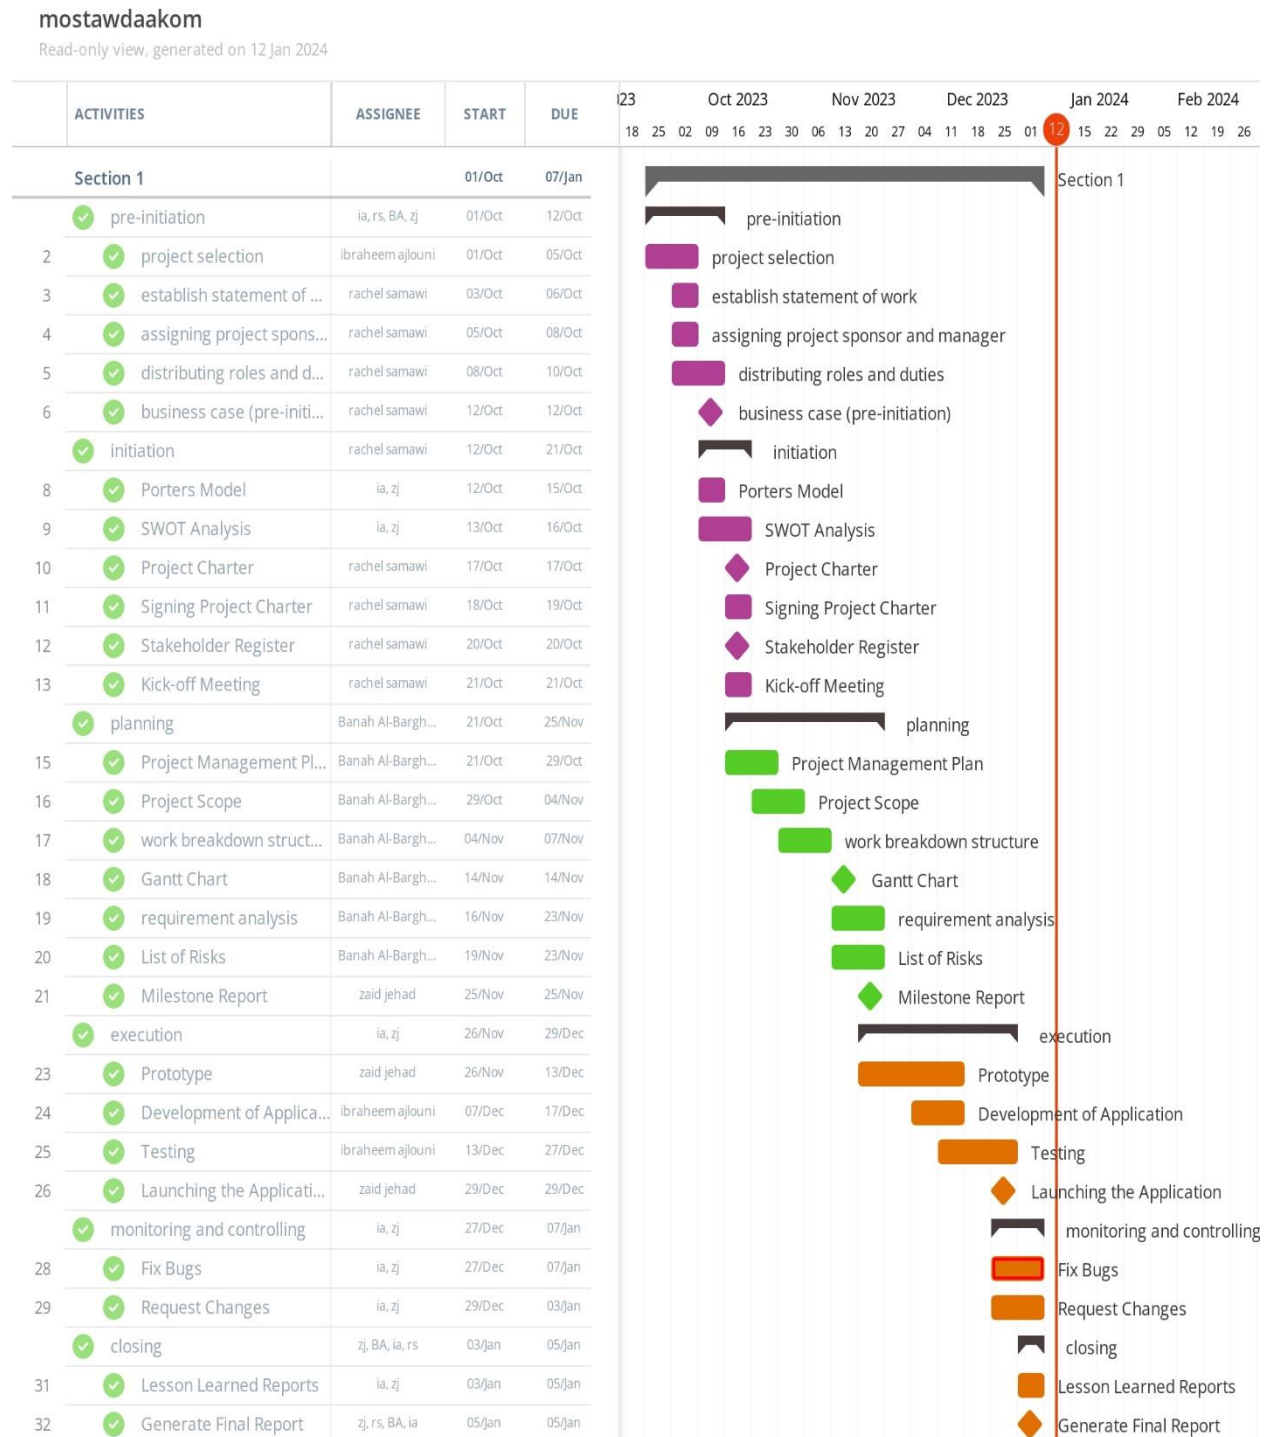 mostawdaakom
Read-only view, generated on 12 Jan 2024
ACTIVITIES ASSIGNEE START DUE
23 Oct 2023 Nov 2023 Dec 2023 Jan 2024 Feb 2024
18 25 02 09 16 23 30 06 13 20 27 04 11 18 25 01 12 15 22 29 05 12 19 26
Section 1 01/Oct 07/Jan Section 1
pre-initiation ia, rs, BA, zj 01/Oct 12/Oct pre-initiation
2 project selection ibraheem ajlouni 01/Oct 05/Oct project selection
3 establish statement of ... rachel samawi 03/Oct 06/Oct establish statement of work
4 assigning project spons... rachel samawi 05/Oct 08/Oct assigning project sponsor and manager
5 distributing roles and d... rachel samawi 08/Oct 10/Oct distributing roles and duties
6 business case (pre-initi... rachel samawi 12/Oct 12/Oct business case (pre-initiation)
initiation rachel samawi 12/Oct 21/Oct initiation
8 Porters Model ia, zj 12/Oct 15/Oct Porters Model
9 SWOT Analysis ia, zj 13/Oct 16/Oct SWOT Analysis
10 Project Charter rachel samawi 17/Oct 17/Oct Project Charter
11 Signing Project Charter rachel samawi 18/Oct 19/Oct Signing Project Charter
12 Stakeholder Register rachel samawi 20/Oct 20/Oct Stakeholder Register
13 Kick-off Meeting rachel samawi 21/Oct 21/Oct Kick-off Meeting
planning Banah Al-Bargh... 21/Oct 25/Nov planning
15 Project Management Pl... Banah Al-Bargh... 21/Oct 29/Oct Project Management Plan
16 Project Scope Banah Al-Bargh... 29/Oct 04/Nov Project Scope
17 work breakdown struct... Banah Al-Bargh... 04/Nov 07/Nov work breakdown structure
18 Gantt Chart Banah Al-Bargh... 14/Nov 14/Nov Gantt Chart
19 requirement analysis Banah Al-Bargh... 16/Nov 23/Nov requirement analysis
20 List of Risks Banah Al-Bargh... 19/Nov 23/Nov List of Risks
21 Milestone Report zaid jehad 25/Nov 25/Nov Milestone Report
execution ia, zj 26/Nov 29/Dec execution
23 Prototype zaid jehad 26/Nov 13/Dec Prototype
24 Development of Applica... ibraheem ajlouni 07/Dec 17/Dec Development of Application
25 Testing ibraheem ajlouni 13/Dec 27/Dec Testing
26 Launching the Applicati... zaid jehad 29/Dec 29/Dec Launching the Application
monitoring and controlling ia, zj 27/Dec 07/Jan monitoring and controlling
28 Fix Bugs ia, zj 27/Dec 07/Jan Fix Bugs
29 Request Changes ia, zj 29/Dec 03/Jan Request Changes
closing zj, BA, ia, rs 03/Jan 05/Jan closing
31 Lesson Learned Reports ia, zj 03/Jan 05/Jan Lesson Learned Reports
32 Generate Final Report zj, rs, BA, ia 05/Jan 05/Jan Generate Final Report